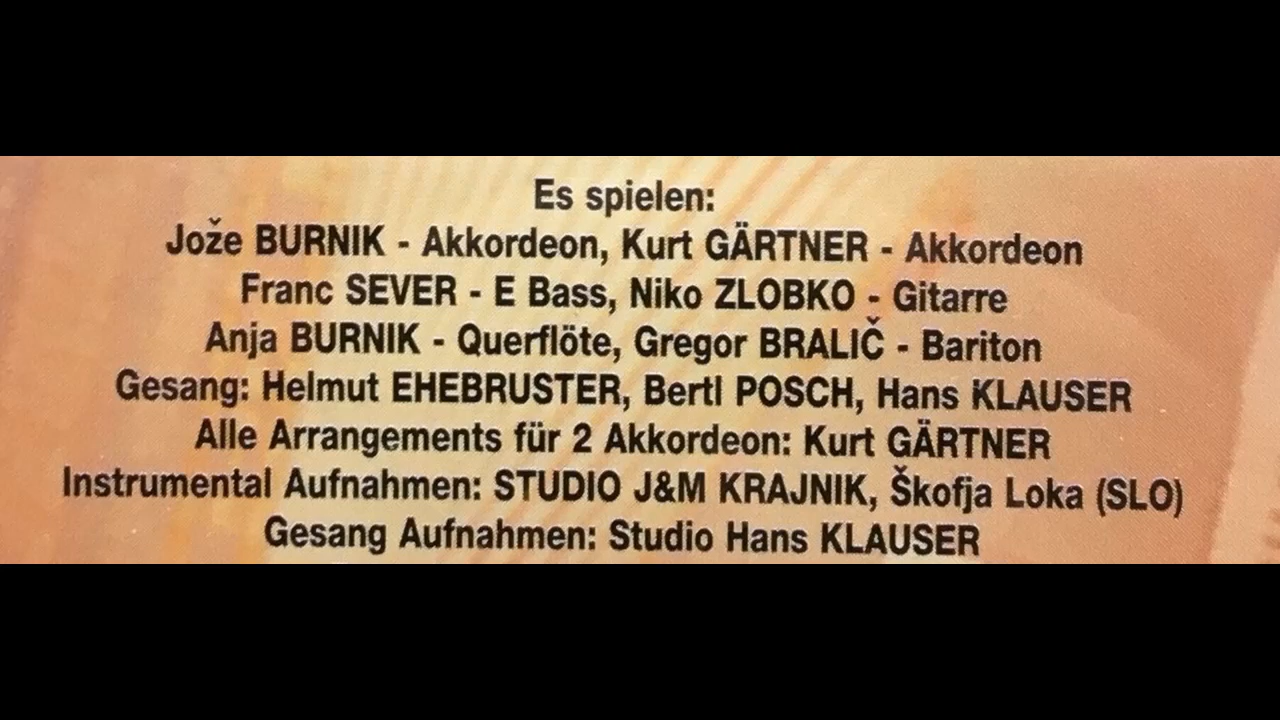 Es spielen:
Jože BURNIK - Akkordeon, Kurt GÄRTNER - Akkordeon
Franc SEVER - E Bass, Niko ZLOBKO - Gitarre
Anja BURNIK - Querflöte, Gregor BRALIČ - Bariton
Gesang: Helmut EHEBRUSTER, Bertl POSCH, Hans KLAUSER
Alle Arrangements für 2 Akkordeon: Kurt GÄRTNER
Instrumental Aufnahmen: STUDIO J&M KRAJNIK, Škofja Loka (SLO)
Gesang Aufnahmen: Studio Hans KLAUSER